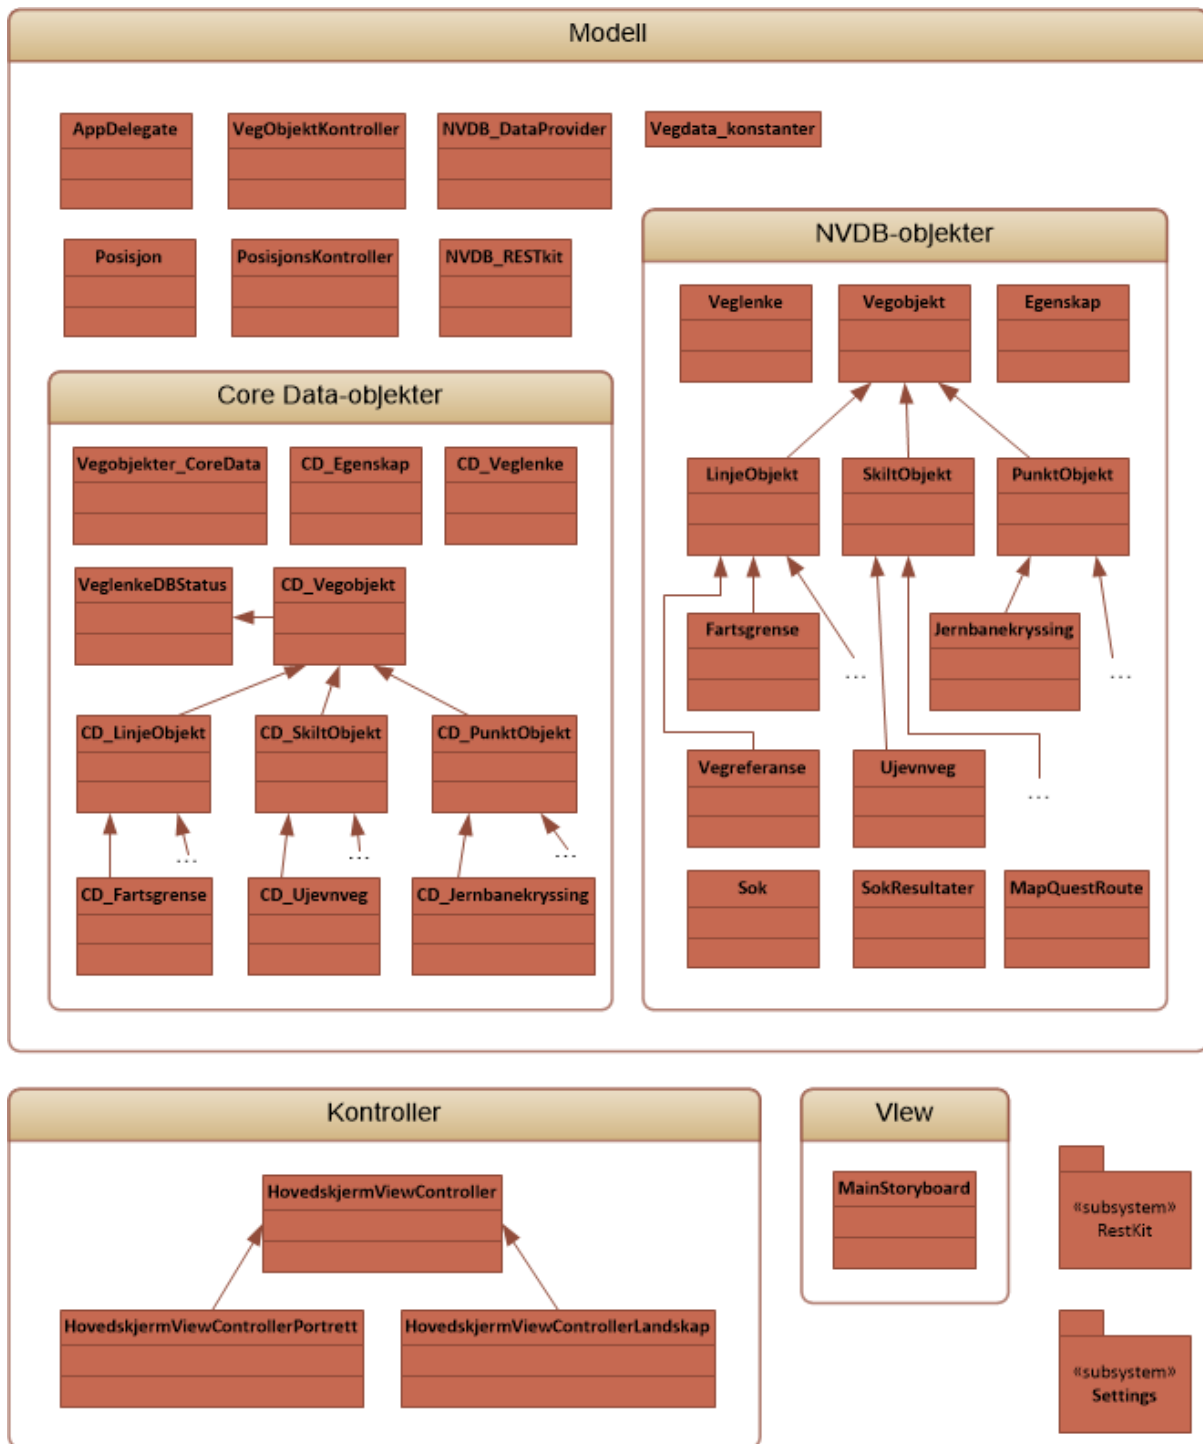 Modell
AppDelegate
VegObjektKontroller
NVDB_DataProvider
Vegdata_konstanter
Posisjon
PosisjonsKontroller
NVDB_RESTkit
NVDB-objekter
Veglenke
Vegobjekt
Egenskap
LinjeObjekt
SkiltObjekt
PunktObjekt
Fartsgrense
...
Jernbanekryssing
...
Vegreferanse
Ujevnveg
...
Sok
SokResultater
MapQuestRoute
Core Data-objekter
Vegobjekter_CoreData
CD_Egenskap
CD_Veglenke
VeglenkeDBStatus
CD_Vegobjekt
CD_LinjeObjekt
CD_SkiltObjekt
CD_PunktObjekt
...
...
...
CD_Fartsgrense
CD_Ujevnveg
CD_Jernbanekryssing
Kontroller
HovedskjermViewController
HovedskjermViewControllerPortrett
HovedskjermViewControllerLandskap
VIew
MainStoryboard
«subsystem»
RestKit
«subsystem»
Settings